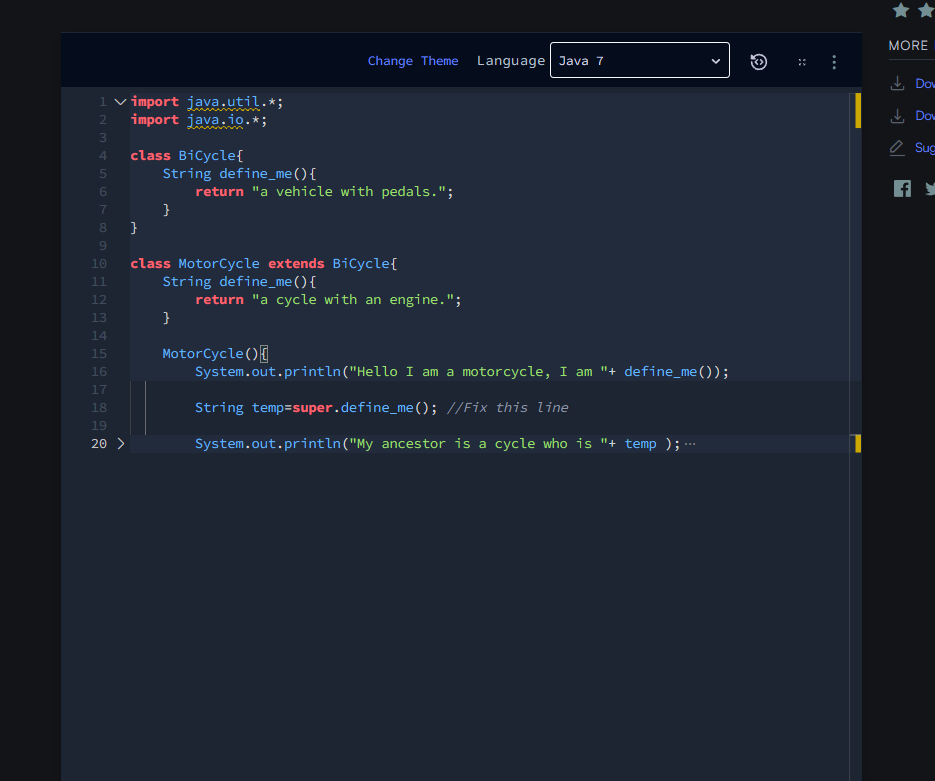 Change Theme Language Java 7
MORE
Dow
Dow
Sug
1 import java.util.*;
2 import java.io.*;
3
4 class BiCycle{
5 String define_me(){
6 return "a vehicle with pedals.";
7 }
8 }
9
10 class MotorCycle extends BiCycle{
11 String define_me(){
12 return "a cycle with an engine.";
13 }
14
15 MotorCycle(){
16 System.out.println("Hello I am a motorcycle, I am "+ define_me());
17
18 String temp=super.define_me(); //Fix this line
19
20 System.out.println("My ancestor is a cycle who is "+ temp );⋯